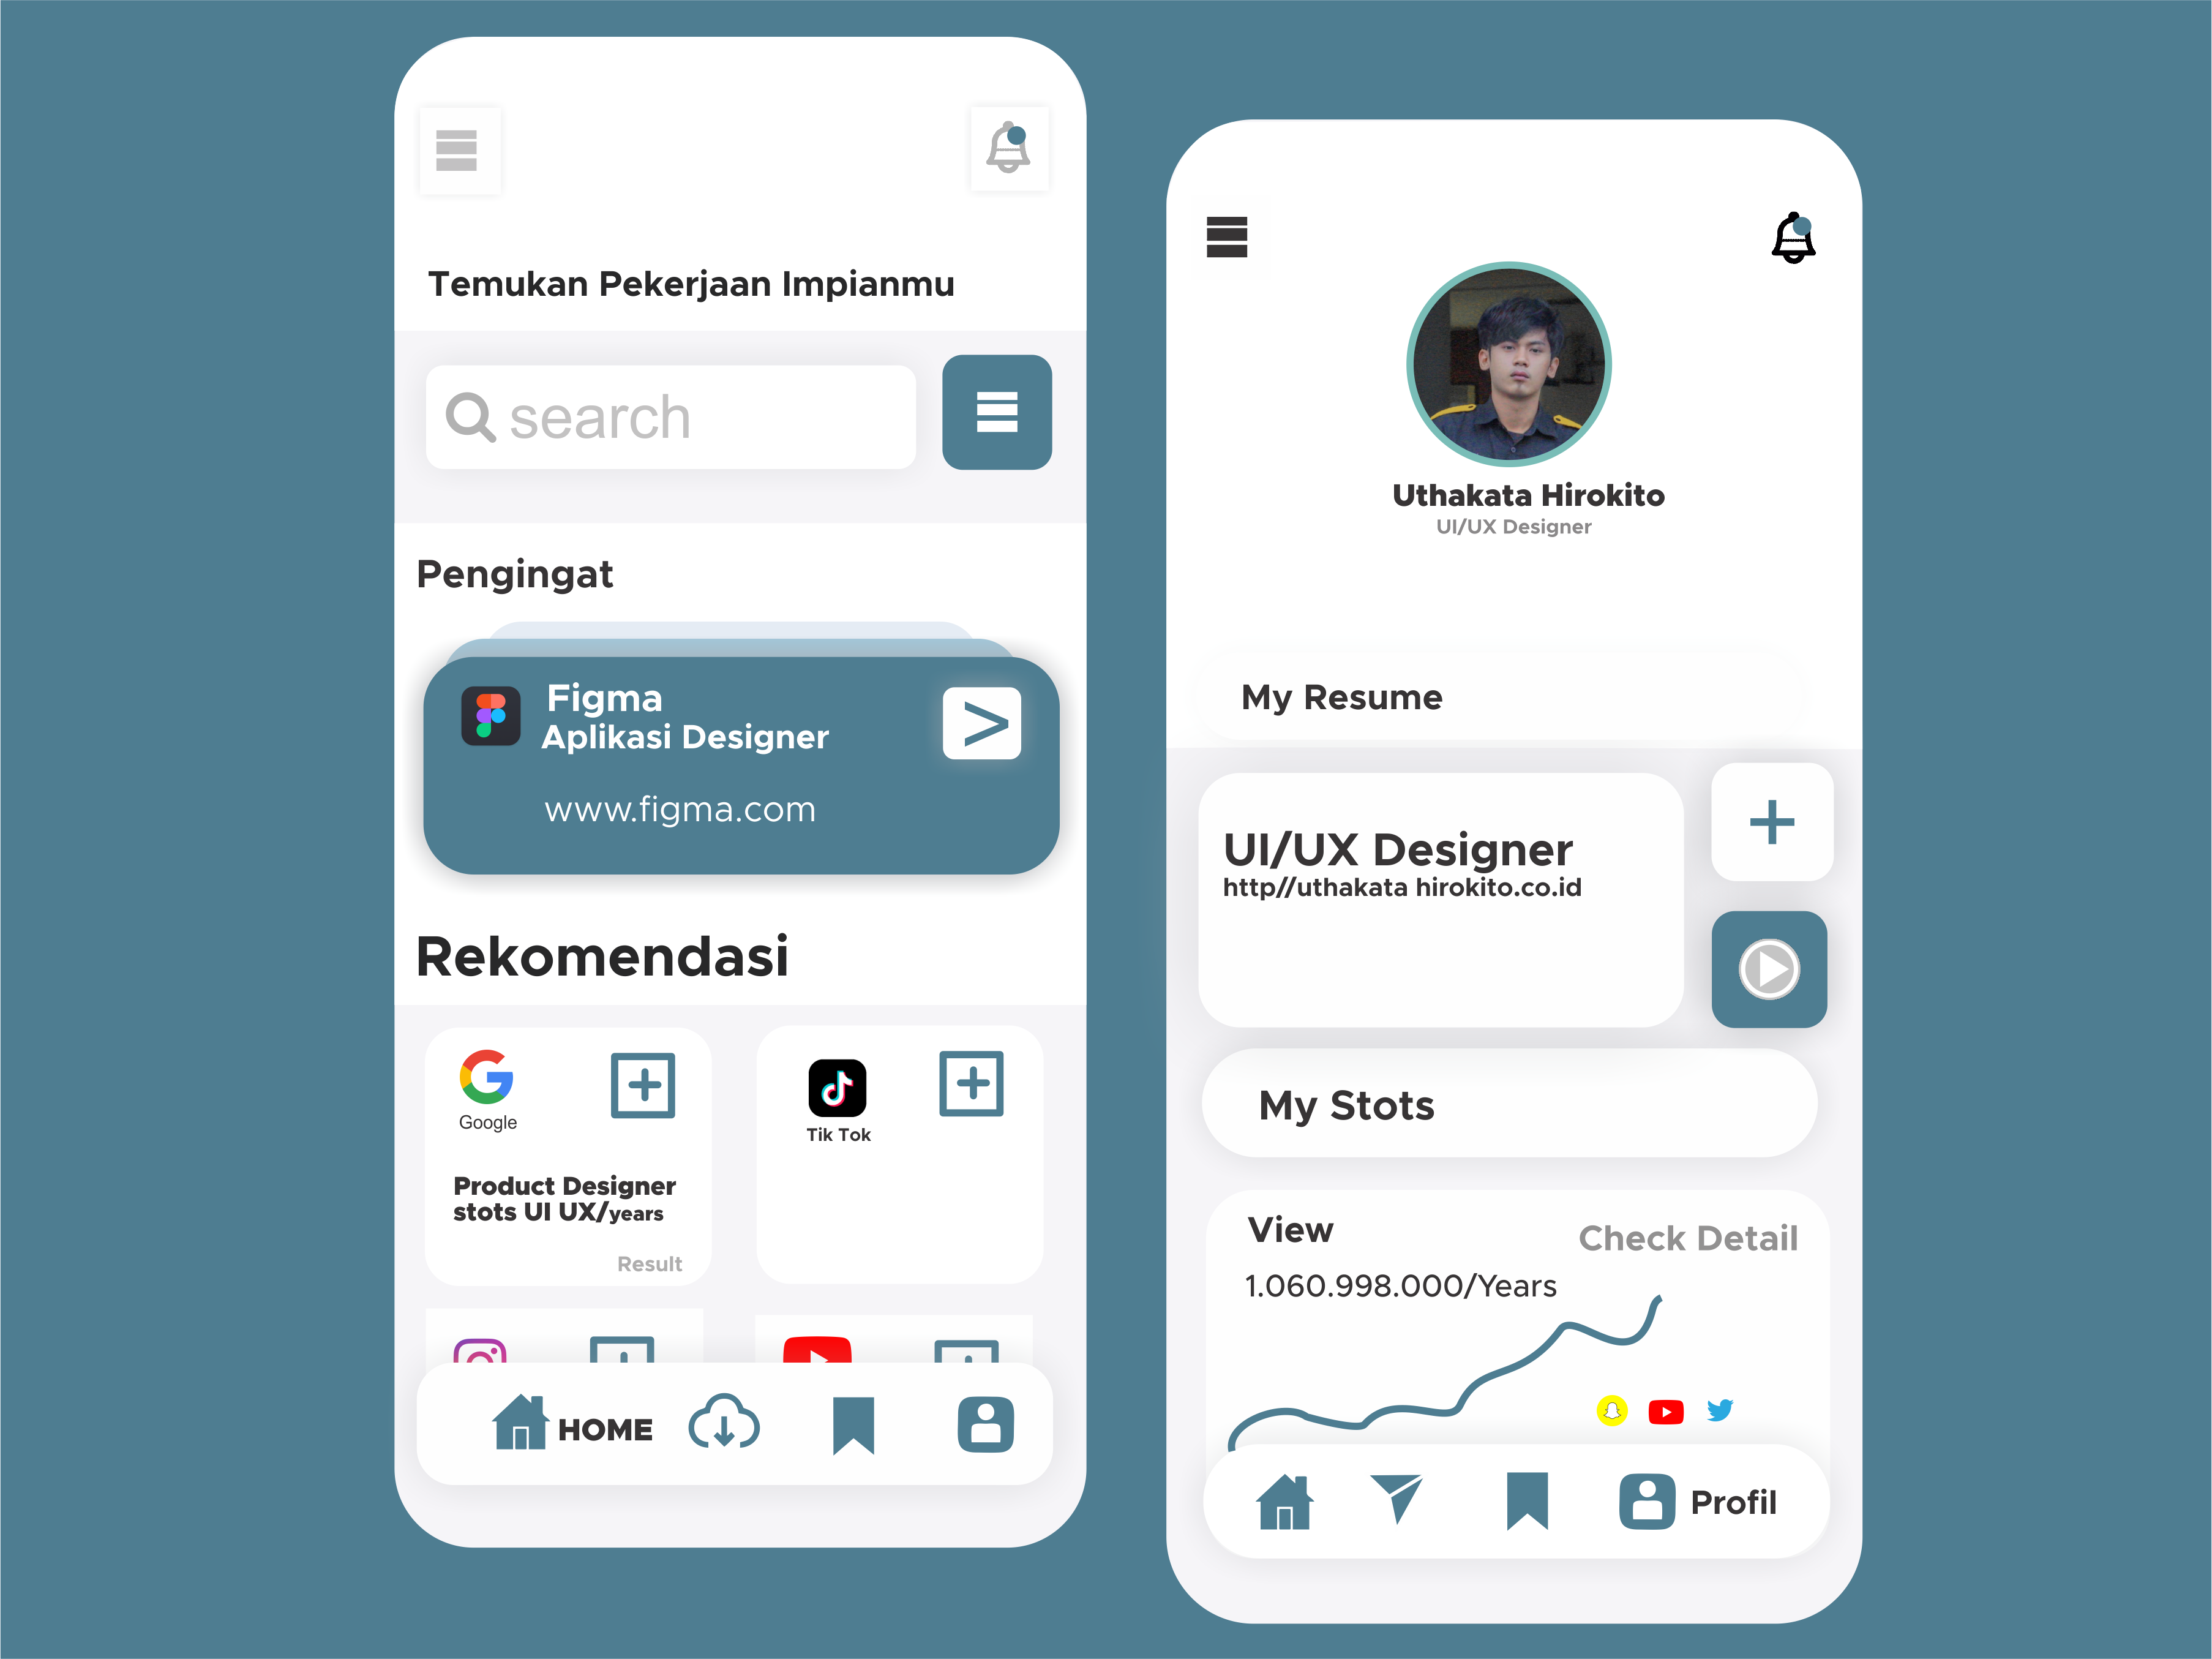 Temukan Pekerjaan Impianmu
search
Pengingat
Figma
Aplikasi Designer
>
www.figma.com
Rekomendasi
Google
Tik Tok
Product Designer
stots UI UX/years
Result
HOME
Uthakata Hirokito
UI/UX Designer
My Resume
UI/UX Designer
http//uthakata hirokito.co.id
My Stots
View
Check Detail
1.060.998.000/Years
Profil